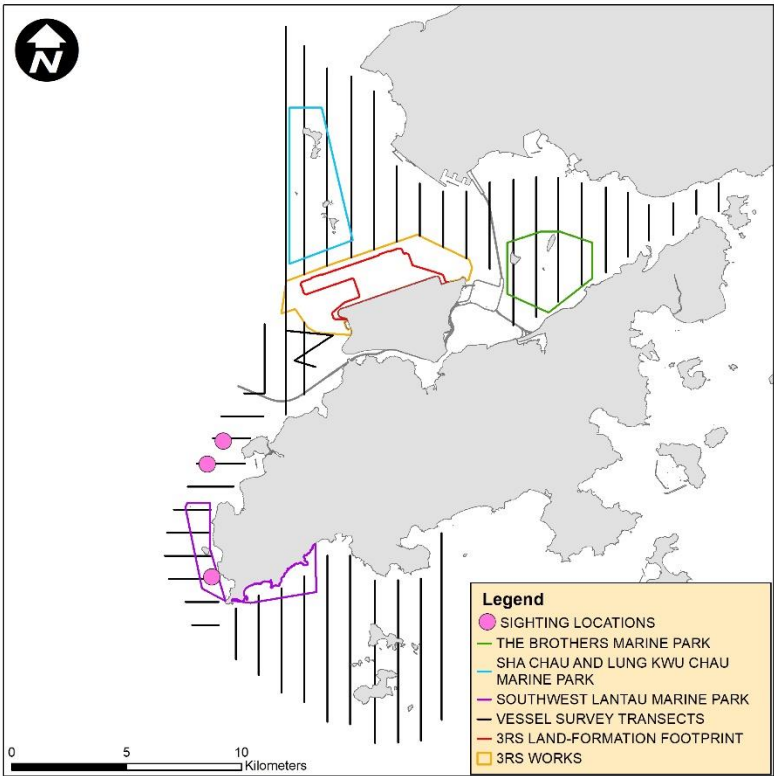 N
Legend
SIGHTING LOCATIONS
THE BROTHERS MARINE PARK
SHA CHAU AND LUNG KWU CHAU
MARINE PARK
SOUTHWEST LANTAU MARINE PARK
VESSEL SURVEY TRANSECTS
3RS LAND-FORMATION FOOTPRINT
3RS WORKS
0 5 10
Kilometers